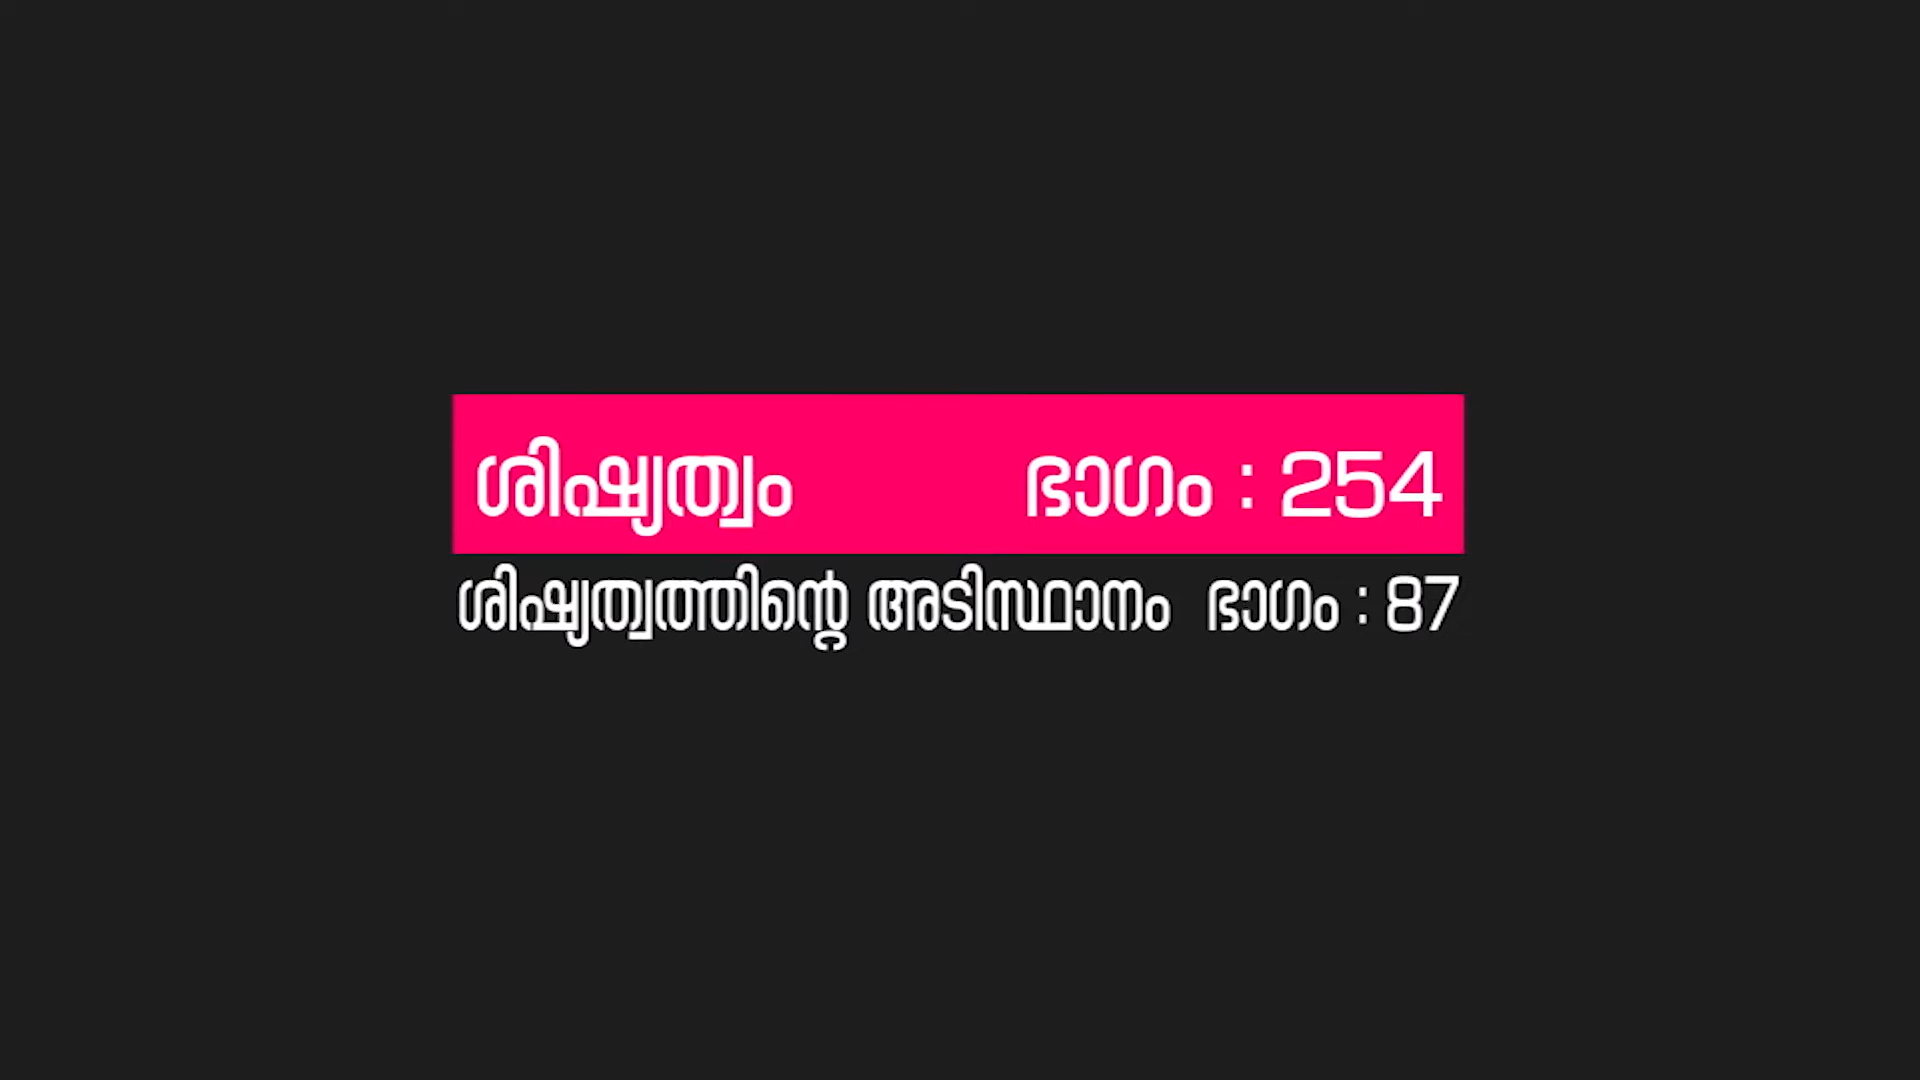 ശിഷ്യത്വം ഭാഗം : 254
ശിഷ്യത്വത്തിന്റെ അടിസ്ഥാനം ഭാഗം : 87